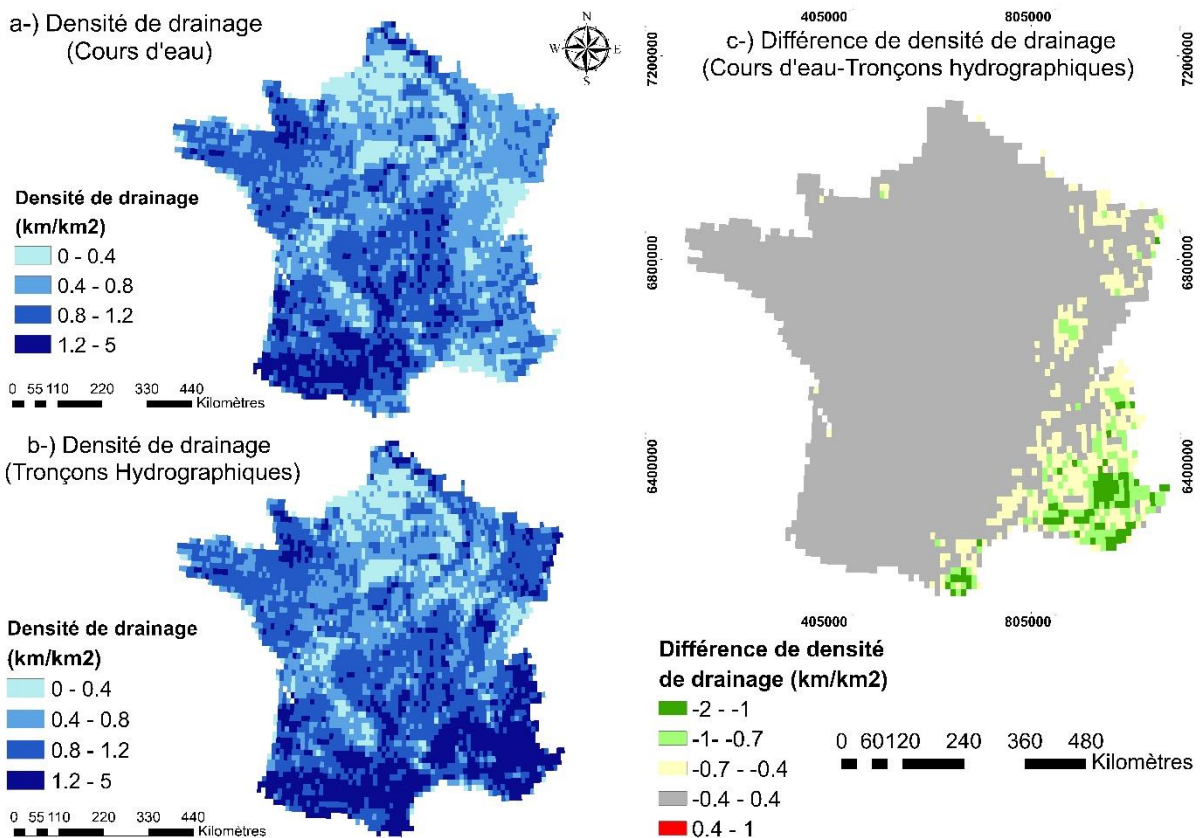 a-) Densité de drainage
(Cours d'eau)
N
W E
S
Densité de drainage
(km/km2)
0 - 0.4
0.4 - 0.8
0.8 - 1.2
1.2 - 5
0 55 110 220 330 440
Kilomètres
b-) Densité de drainage
(Tronçons Hydrographiques)
Densité de drainage
(km/km2)
0 - 0.4
0.4 - 0.8
0.8 - 1.2
1.2 - 5
0 55 110 220 330 440
Kilomètres
405000 805000
c-) Différence de densité de drainage
(Cours d'eau-Tronçons hydrographiques)
7200000 7200000
6800000 6800000
6400000 6400000
405000 805000
Différence de densité
de drainage (km/km2)
-2 - -1
-1 - -0.7
-0.7 - -0.4
-0.4 - 0.4
0.4 - 1
0 60 120 240 360 480
Kilomètres